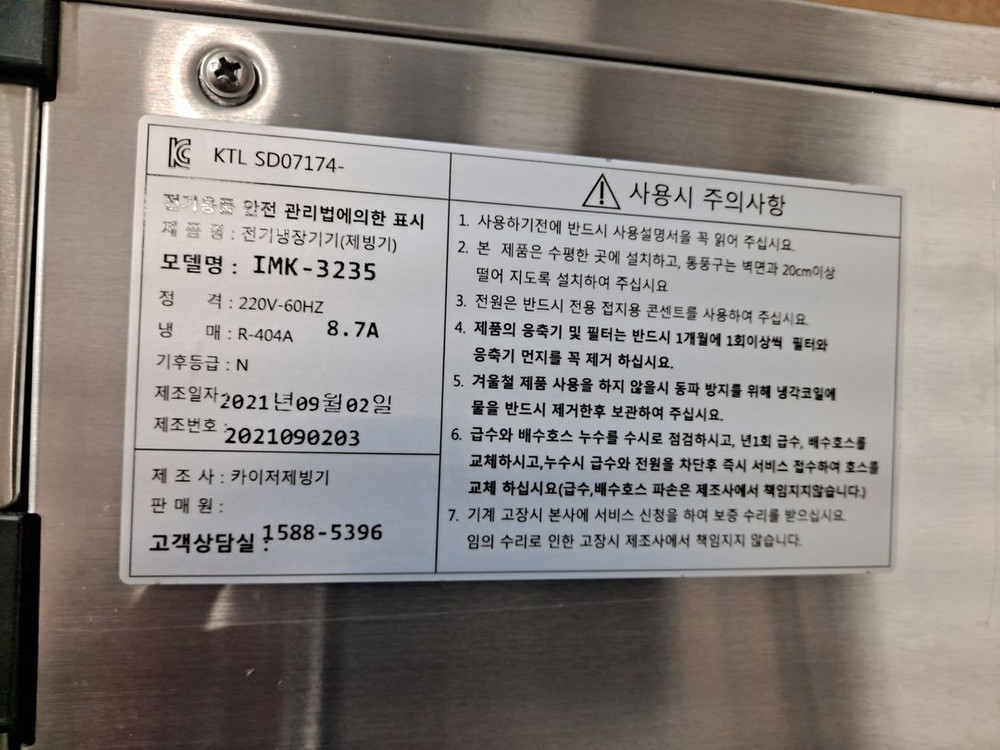 KC KTL SD07174-
전기용품 안전 관리법에의한 표시
제 품 명 : 전기냉장기기(제빙기)
모델명 : IMK-3235
정 격 : 220V-60HZ
냉 매 : R-404A 8.7A
기후등급 : N
제조일자: 2021년09월02일
제조번호 : 2021090203
제 조 사 : 카이저제빙기
판 매 원 :
고객상담실 : 1588-5396
사용시 주의사항
1. 사용하기전에 반드시 사용설명서을 꼭 읽어 주십시요.
2. 본 제품은 수평한 곳에 설치하고, 통풍구는 벽면과 20cm이상
떨어 지도록 설치하여 주십시요
3. 전원은 반드시 전용 접지용 콘센트를 사용하여 주십시요.
4. 제품의 응축기 및 필터는 반드시 1개월에 1회이상씩 필터와
응축기 먼지를 꼭 제거 하십시요.
5. 겨울철 제품 사용을 하지 않을시 동파 방지를 위해 냉각코일에
물을 반드시 제거한후 보관하여 주십시요.
6. 급수와 배수호스 누수를 수시로 점검하시고, 년1회 급수, 배수호스를
교체하시고,누수시 급수와 전원을 차단후 즉시 서비스 접수하여 호스를
교체 하십시요(급수,배수호스 파손은 제조사에서 책임지지않습니다.)
7. 기계 고장시 본사에 서비스 신청을 하여 보증 수리를 받으십시요.
임의 수리로 인한 고장시 제조사에서 책임지지 않습니다.